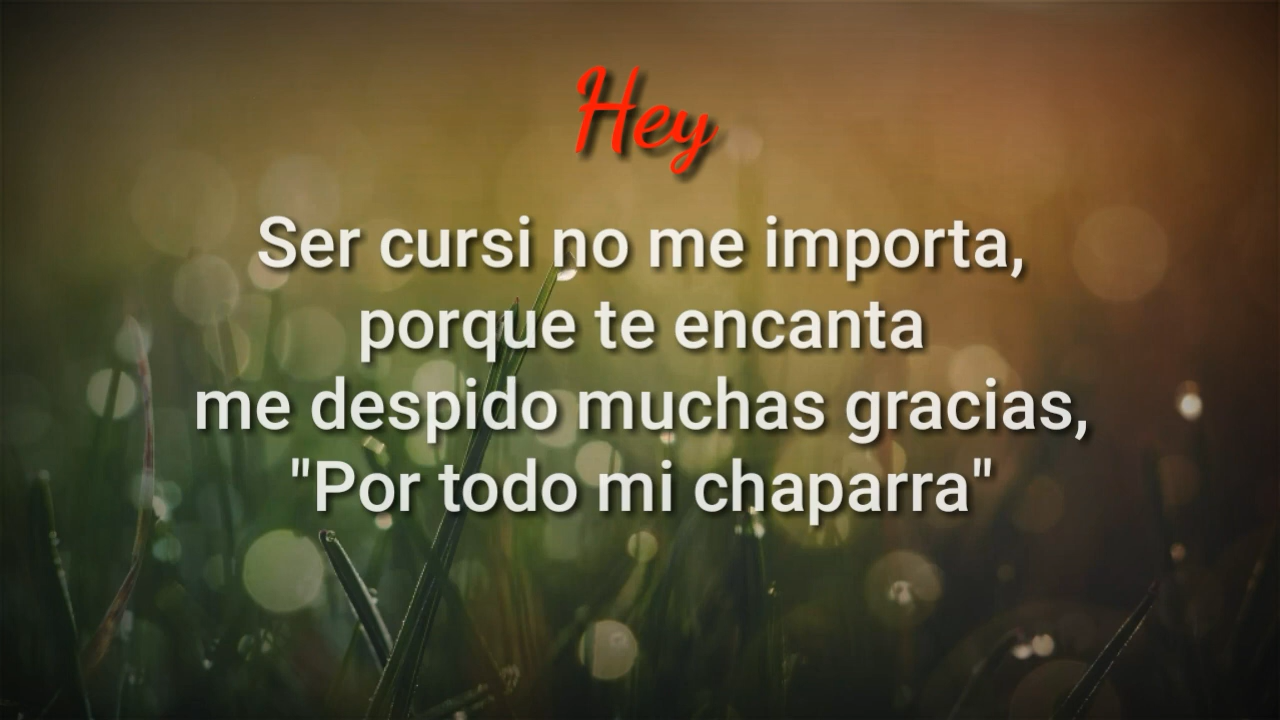 Hey
Ser cursi no me importa,
porque te encanta
me despido muchas gracias,
"Por todo mi chaparra"